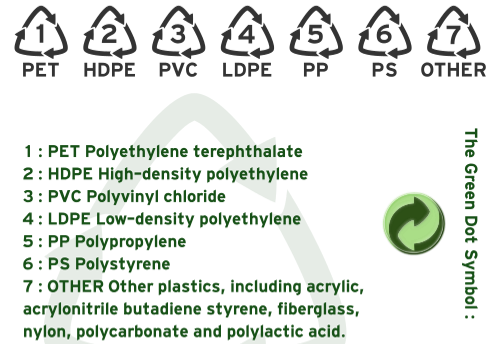 1 2 3 4 5 6 7
PET HDPE PVC LDPE PP PS OTHER
1 : PET Polyethylene terephthalate
2 : HDPE High-density polyethylene
3 : PVC Polyvinyl chloride
4 : LDPE Low-density polyethylene
5 : PP Polypropylene
6 : PS Polystyrene
7 : OTHER Other plastics, including acrylic,
acrylonitrile butadiene styrene, fiberglass,
nylon, polycarbonate and polylactic acid.
The Green Dot Symbol :